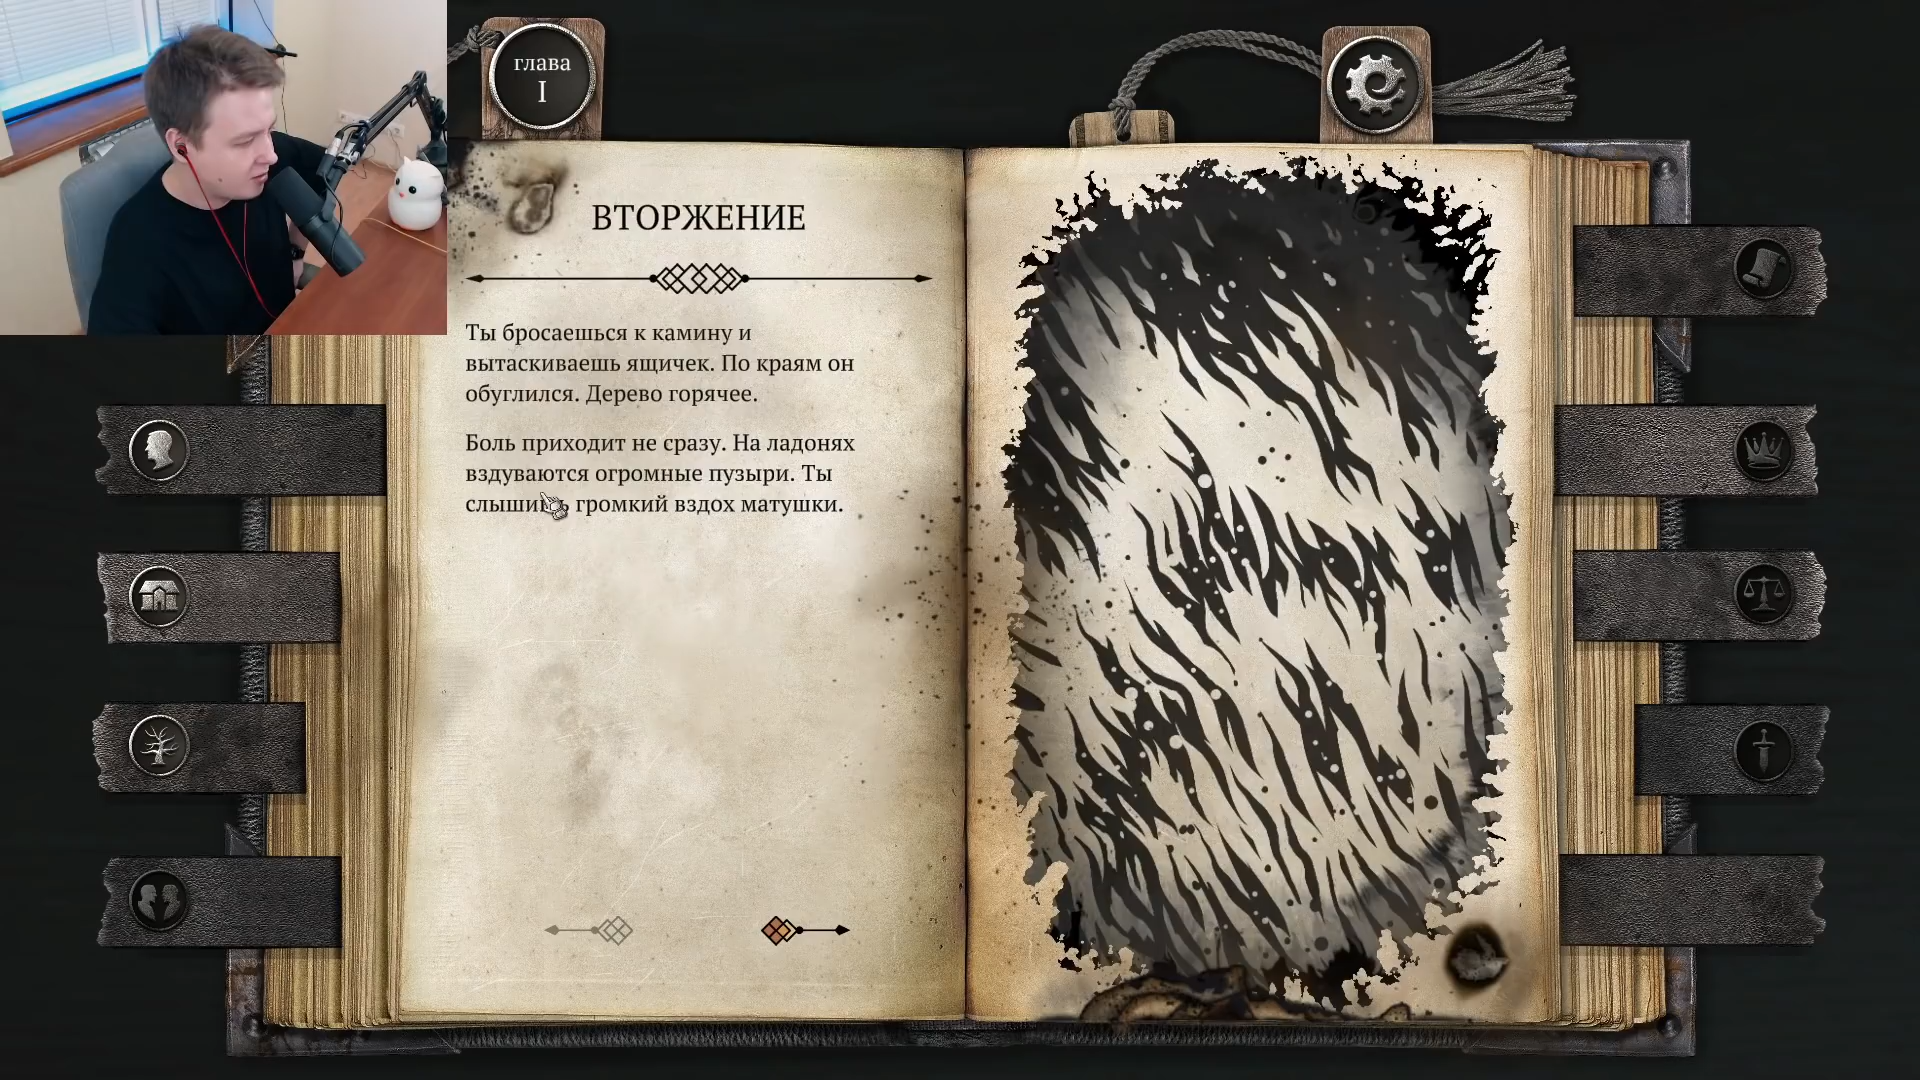 глава
I
ВТОРЖЕНИЕ
Ты бросаешься к камину и
вытаскиваешь ящичек. По краям он
обуглился. Дерево горячее.
Боль приходит не сразу. На ладонях
вздуваются огромные пузыри. Ты
слышишь громкий вздох матушки.